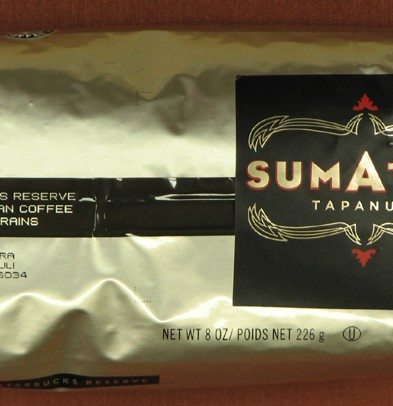 S RESERVE
AN COFFEE
RAINS
RA
ULI
6034
SUMAT
TAPANU
NET WT 8 OZ/ POIDS NET 226 g U
STARBUCKS RESERVE